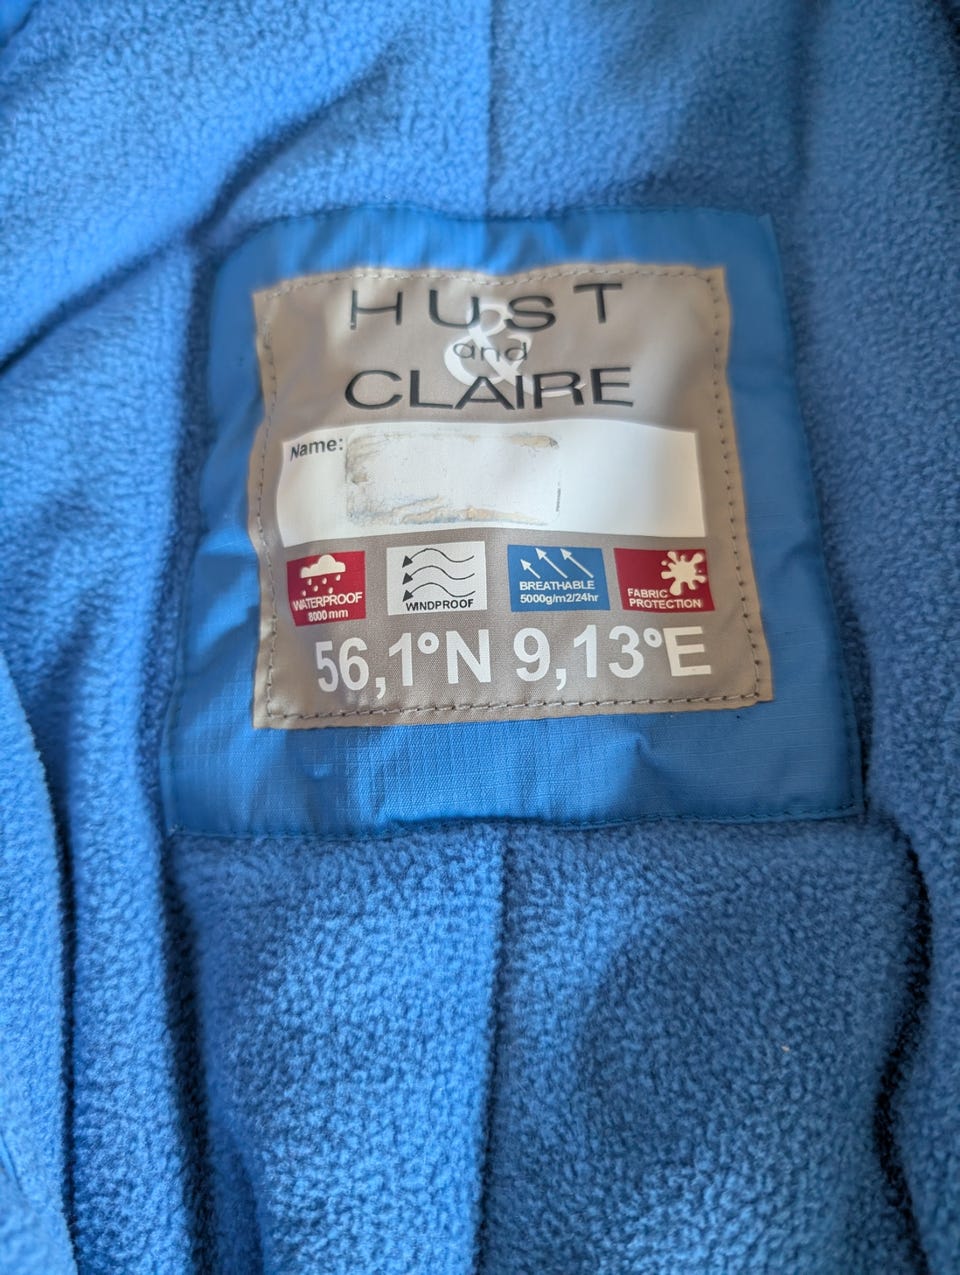 HUST
&
and
CLAIRE
Name:
WATERPROOF
8000 mm
WINDPROOF
BREATHABLE
5000g/m2/24hr
FABRIC
PROTECTION
56,1°N 9,13°E